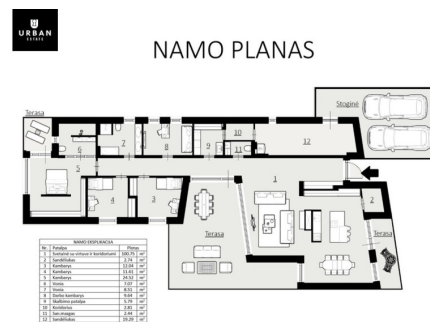 URBAN
ESTATE
NAMO PLANAS
Stoginė
Terasa
10
12
6
7
8
9
11
5
1
4
3
2
Terasa
Terasa
NAMO EKSPLIKACIJA
Nr. Patalpa Plotas
1 Svetainė su virtuve ir koridoriumi 100.75 m²
2 Sandėliukas 2.74 m²
3 Kambarys 12.04 m²
4 Kambarys 11.61 m²
5 Kambarys 24.52 m²
6 Vonia 7.07 m²
7 Vonia 8.51 m²
8 Darbo kambarys 9.64 m²
9 Skalbimo patalpa 5.79 m²
10 Koridorius 2.81 m²
11 San.mazgas 2.44 m²
12 Sandėliukas 19.29 m²